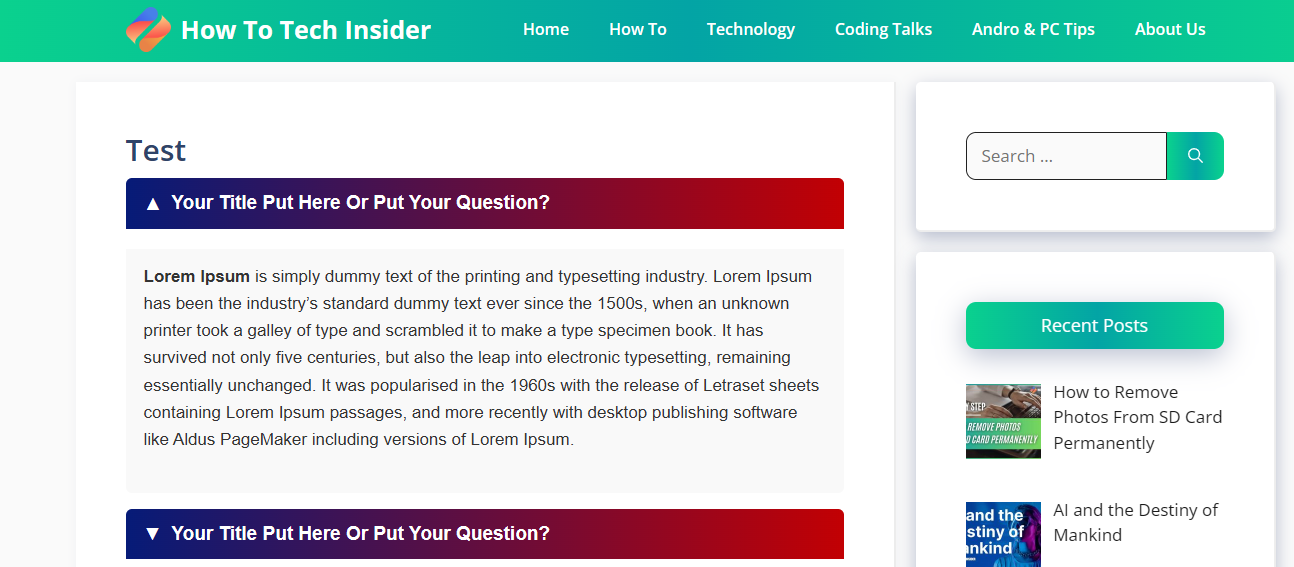 How To Tech Insider
Home
How To
Technology
Coding Talks
Andro & PC Tips
About Us
Test
▲ Your Title Put Here Or Put Your Question?
Lorem Ipsum is simply dummy text of the printing and typesetting industry. Lorem Ipsum
has been the industry’s standard dummy text ever since the 1500s, when an unknown
printer took a galley of type and scrambled it to make a type specimen book. It has
survived not only five centuries, but also the leap into electronic typesetting, remaining
essentially unchanged. It was popularised in the 1960s with the release of Letraset sheets
containing Lorem Ipsum passages, and more recently with desktop publishing software
like Aldus PageMaker including versions of Lorem Ipsum.
▼ Your Title Put Here Or Put Your Question?
Search …
Recent Posts
Y STEP
REMOVE PHOTOS
D CARD PERMANENTLY
How to Remove
Photos From SD Card
Permanently
and the
stiny of
ankind
AI and the Destiny of
Mankind